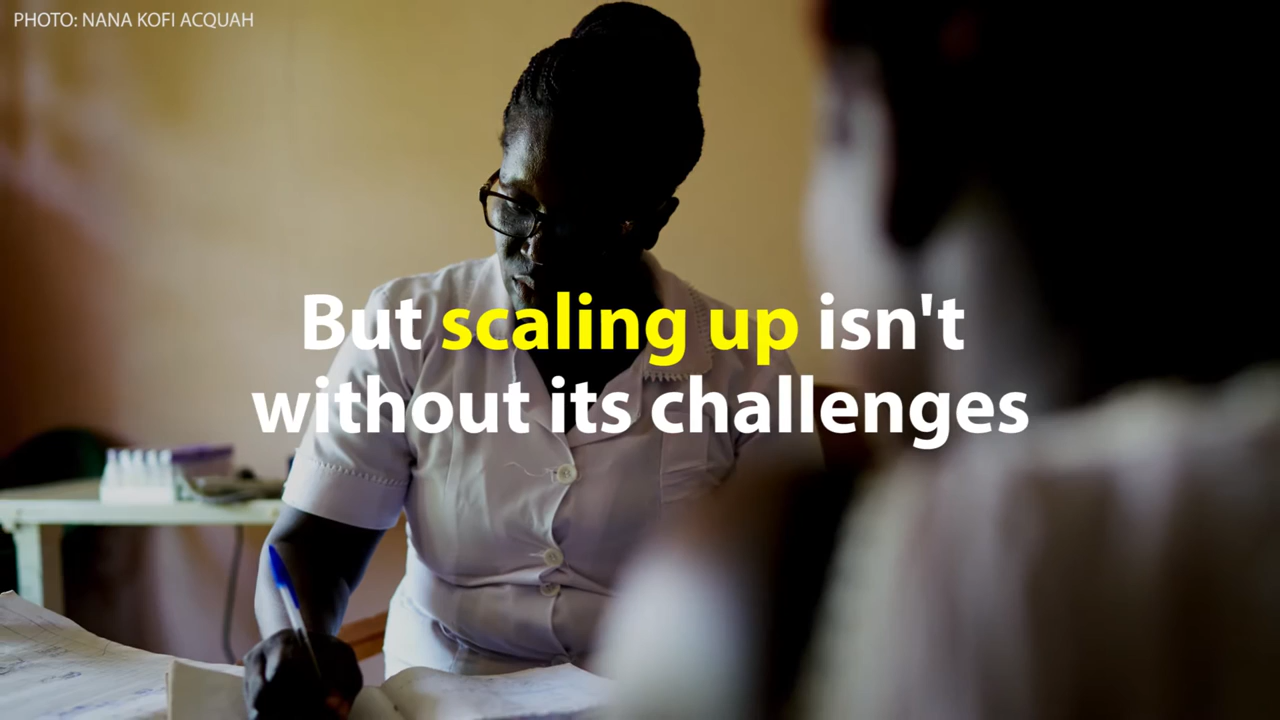 PHOTO: NANA KOFI ACQUAH
But scaling up isn't
without its challenges